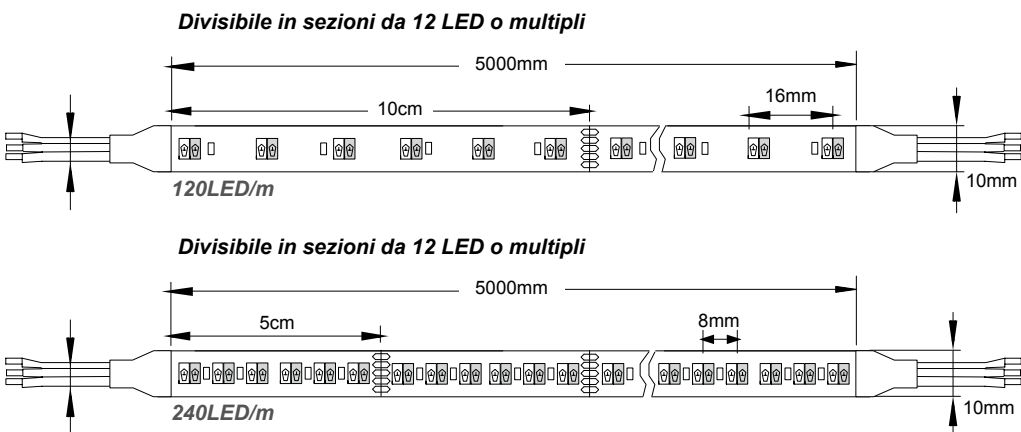 Divisibile in sezioni da 12 LED o multipli
5000mm
10cm
16mm
10mm
120LED/m
Divisibile in sezioni da 12 LED o multipli
5000mm
5cm
8mm
10mm
240LED/m